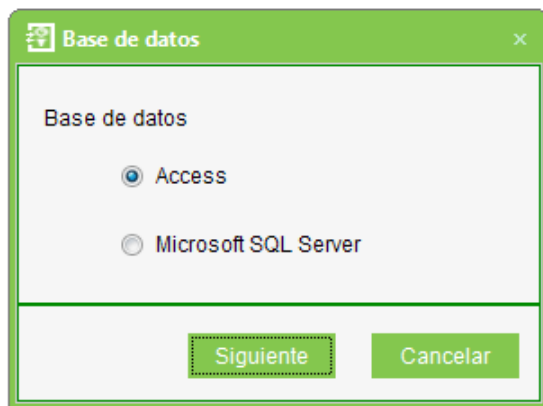 Base de datos
Base de datos
Access
Microsoft SQL Server
Siguiente
Cancelar